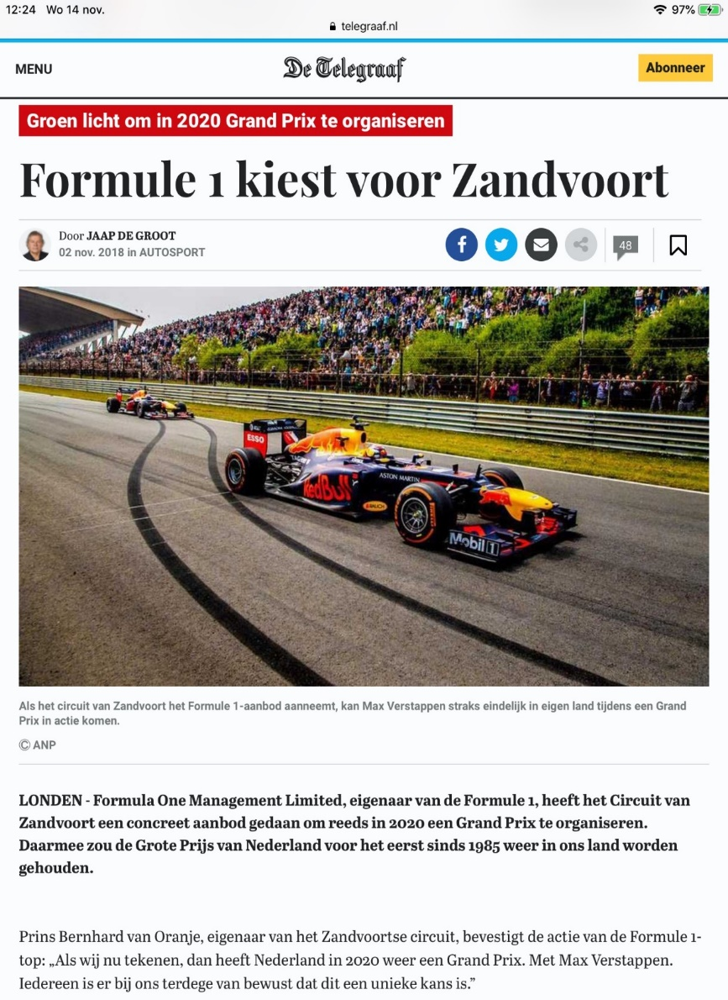 12:24 Wo 14 nov.
97%
telegraaf.nl
MENU
De Telegraaf
Abonneer
Groen licht om in 2020 Grand Prix te organiseren
Formule 1 kiest voor Zandvoort
Door JAAP DE GROOT
02 nov. 2018 in AUTOSPORT
48
ESSO
ASTON MARTIN
RedBull
RAUCH
Mobil 1
Als het circuit van Zandvoort het Formule 1-aanbod aanneemt, kan Max Verstappen straks eindelijk in eigen land tijdens een Grand
Prix in actie komen.
© ANP
LONDEN - Formula One Management Limited, eigenaar van de Formule 1, heeft het Circuit van
Zandvoort een concreet aanbod gedaan om reeds in 2020 een Grand Prix te organiseren.
Daarmee zou de Grote Prijs van Nederland voor het eerst sinds 1985 weer in ons land worden
gehouden.
Prins Bernhard van Oranje, eigenaar van het Zandvoortse circuit, bevestigt de actie van de Formule 1-
top: „Als wij nu tekenen, dan heeft Nederland in 2020 weer een Grand Prix. Met Max Verstappen.
Iedereen is er bij ons terdege van bewust dat dit een unieke kans is.”